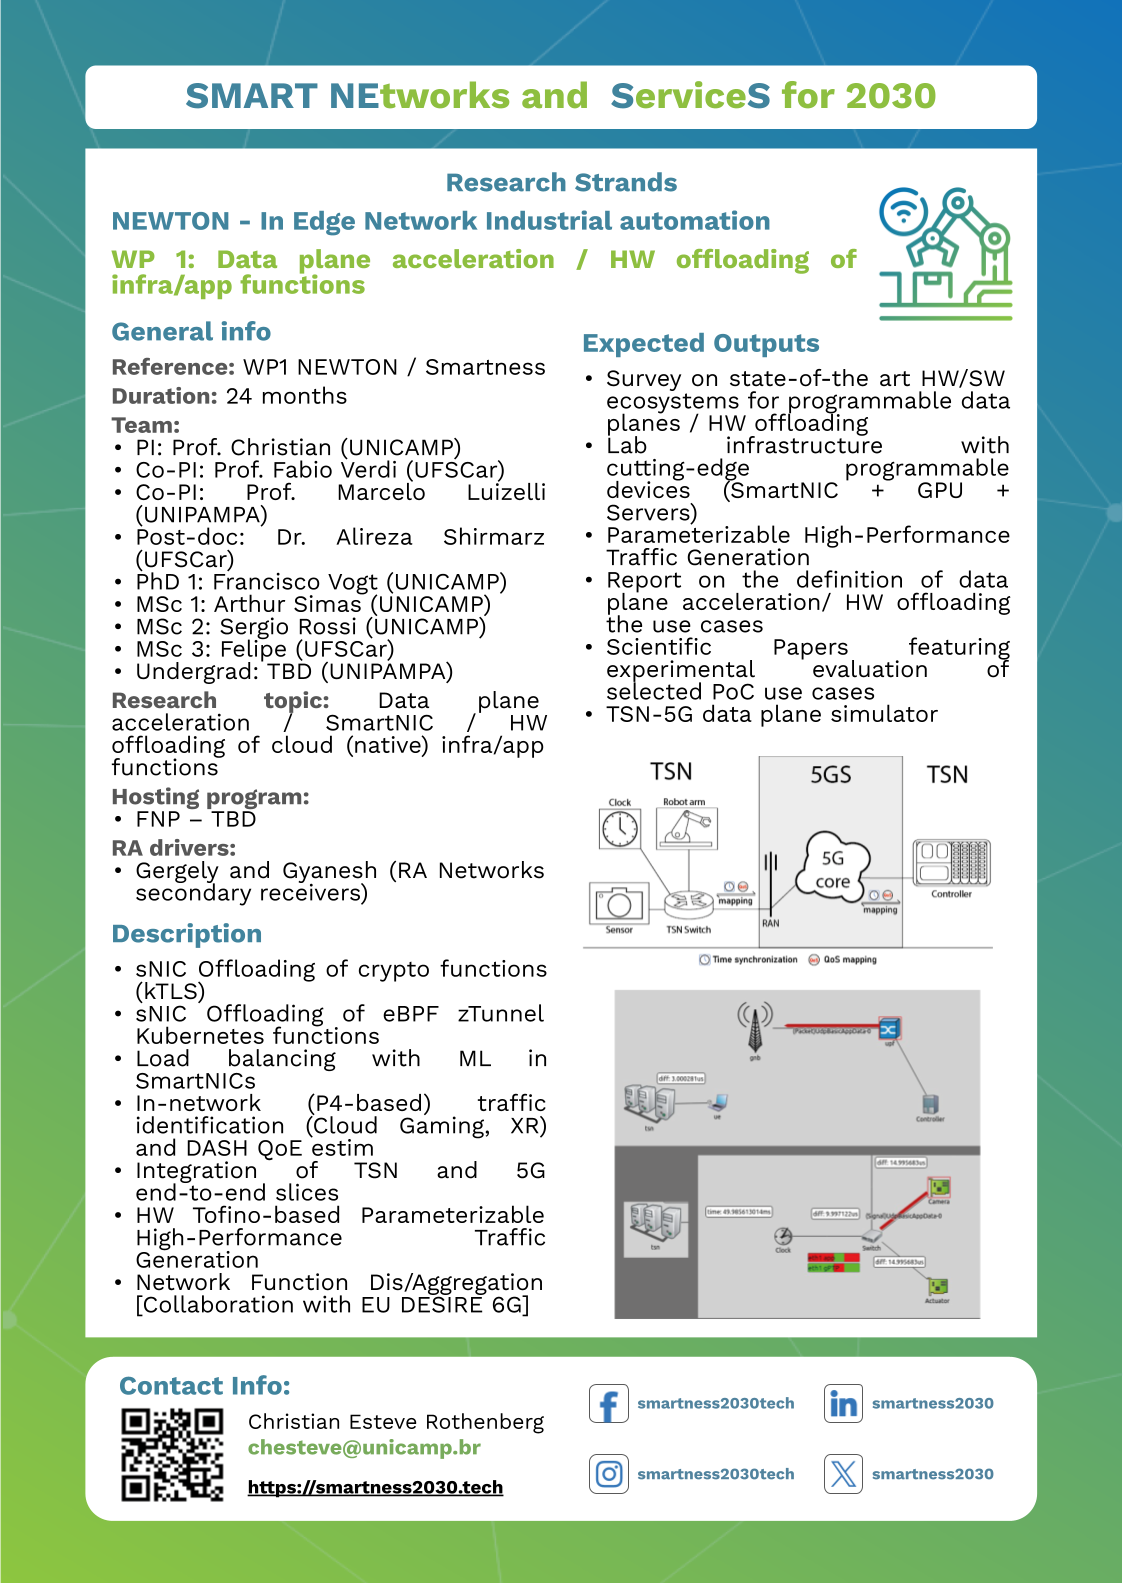 SMART NEtworks and ServiceS for 2030
Research Strands
NEWTON - In Edge Network Industrial automation
WP 1: Data plane acceleration / HW offloading of
infra/app functions
General info
Reference: WP1 NEWTON / Smartness
Duration: 24 months
Team:
• PI: Prof. Christian (UNICAMP)
• Co-PI: Prof. Fabio Verdi (UFSCar)
• Co-PI: Prof. Marcelo Luizelli
(UNIPAMPA)
• Post-doc: Dr. Alireza Shirmarz
(UFSCar)
• PhD 1: Francisco Vogt (UNICAMP)
• MSc 1: Arthur Simas (UNICAMP)
• MSc 2: Sergio Rossi (UNICAMP)
• MSc 3: Felipe (UFSCar)
• Undergrad: TBD (UNIPAMPA)
Research topic: Data plane
acceleration / SmartNIC / HW
offloading of cloud (native) infra/app
functions
Hosting program:
• FNP – TBD
RA drivers:
• Gergely and Gyanesh (RA Networks
secondary receivers)
Description
• sNIC Offloading of crypto functions
(kTLS)
• sNIC Offloading of eBPF zTunnel
Kubernetes functions
• Load balancing with ML in
SmartNICs
• In-network (P4-based) traffic
identification (Cloud Gaming, XR)
and DASH QoE estim
• Integration of TSN and 5G
end-to-end slices
• HW Tofino-based Parameterizable
High-Performance Traffic
Generation
• Network Function Dis/Aggregation
[Collaboration with EU DESIRE 6G]
Expected Outputs
• Survey on state-of-the art HW/SW
ecosystems for programmable data
planes / HW offloading
• Lab infrastructure with
cutting-edge programmable
devices (SmartNIC + GPU +
Servers)
• Parameterizable High-Performance
Traffic Generation
• Report on the definition of data
plane acceleration/ HW offloading
the use cases
• Scientific Papers featuring
experimental evaluation of
selected PoC use cases
• TSN-5G data plane simulator
TSN 5GS TSN
Clock Robot arm
5G
core
mapping
mapping
Controller
RAN
Sensor TSN Switch
Time synchronization QoS mapping
(Packet)UdpBasicAppData-0
gnb
upf
diff: 3.000281us
tsn
ue
Controller
diff: 14.995683us
Camera
time: 49.985613014ms
diff: 9.997122us
(Signal)UdpBasicAppData-0
tsn
Clock
Switch
diff: 14.995683us
Actuator
Contact Info:
Christian Esteve Rothenberg
chesteve@unicamp.br
https://smartness2030.tech
smartness2030tech
smartness2030
smartness2030tech
smartness2030